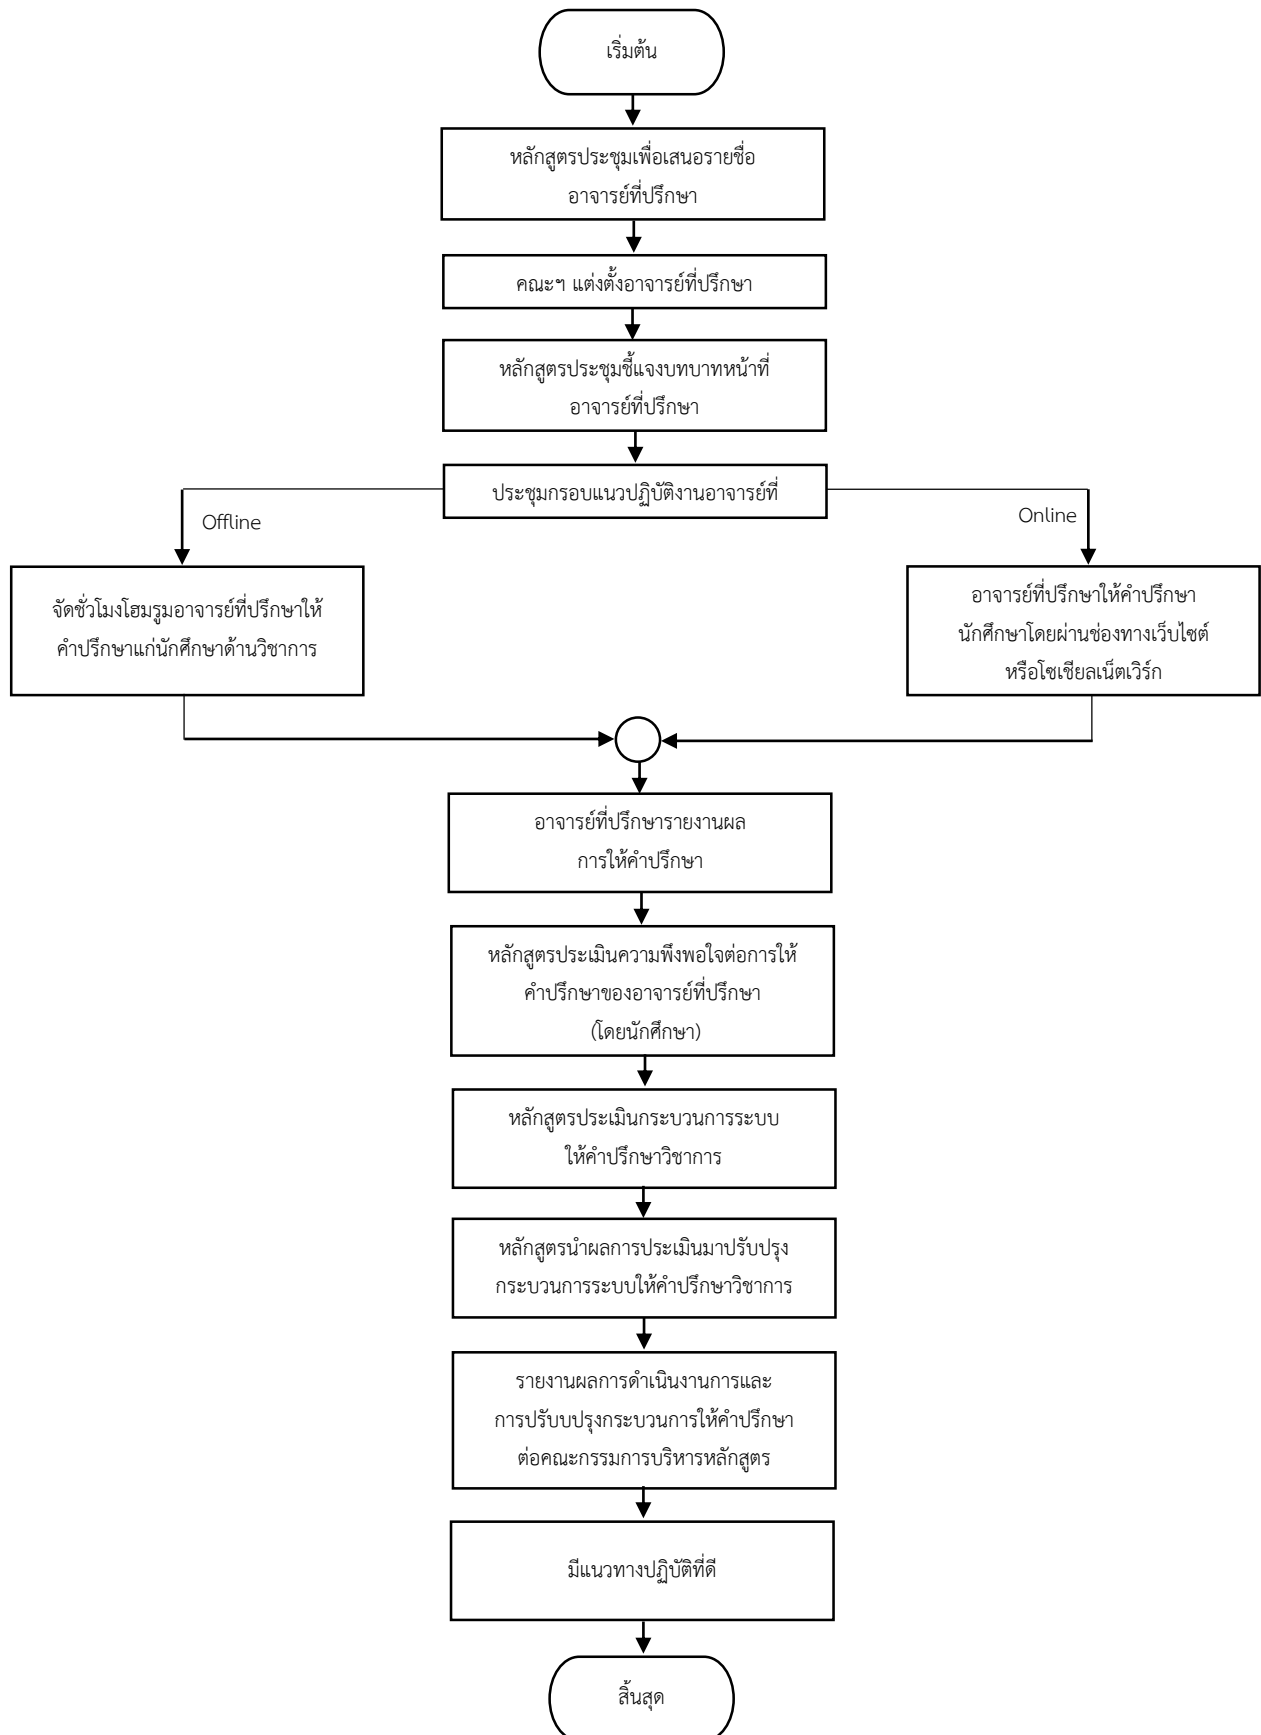 เริ่มต้น
หลักสูตรประชุมเพื่อเสนอรายชื่อ
อาจารย์ที่ปรึกษา
คณะฯ แต่งตั้งอาจารย์ที่ปรึกษา
หลักสูตรประชุมชี้แจงบทบาทหน้าที่
อาจารย์ที่ปรึกษา
ประชุมกรอบแนวปฏิบัติงานอาจารย์ที่
Offline
Online
จัดชั่วโมงโฮมรูมอาจารย์ที่ปรึกษาให้
คำปรึกษาแก่นักศึกษาด้านวิชาการ
อาจารย์ที่ปรึกษาให้คำปรึกษา
นักศึกษาโดยผ่านช่องทางเว็บไซต์
หรือโซเชียลเน็ตเวิร์ก
อาจารย์ที่ปรึกษารายงานผล
การให้คำปรึกษา
หลักสูตรประเมินความพึงพอใจต่อการให้
คำปรึกษาของอาจารย์ที่ปรึกษา
(โดยนักศึกษา)
หลักสูตรประเมินกระบวนการระบบ
ให้คำปรึกษาวิชาการ
หลักสูตรนำผลการประเมินมาปรับปรุง
กระบวนการระบบให้คำปรึกษาวิชาการ
รายงานผลการดำเนินงานการและ
การปรับบปรุงกระบวนการให้คำปรึกษา
ต่อคณะกรรมการบริหารหลักสูตร
มีแนวทางปฏิบัติที่ดี
สิ้นสุด